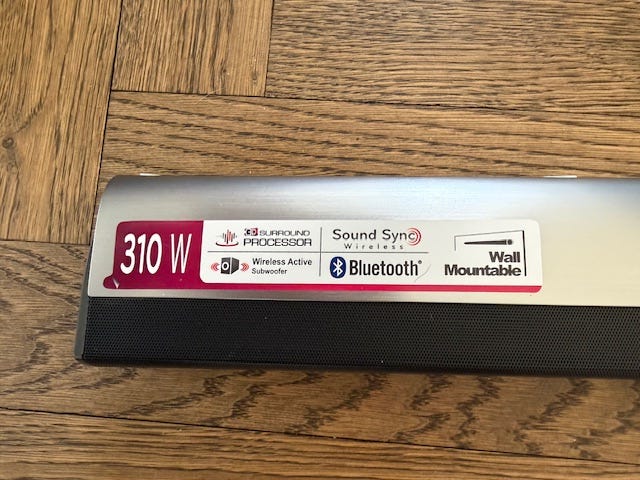 310 W
3D SURROUND
PROCESSOR
Sound Sync
Wireless
Wireless Active
Subwoofer
Bluetooth®
Wall
Mountable